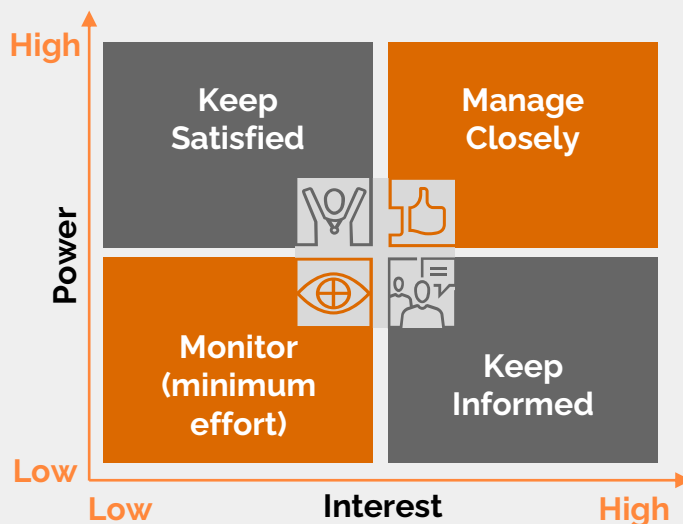 High
Keep
Satisfied
Manage
Closely
Power
Monitor
(minimum
effort)
Keep
Informed
Low
Low
Interest
High